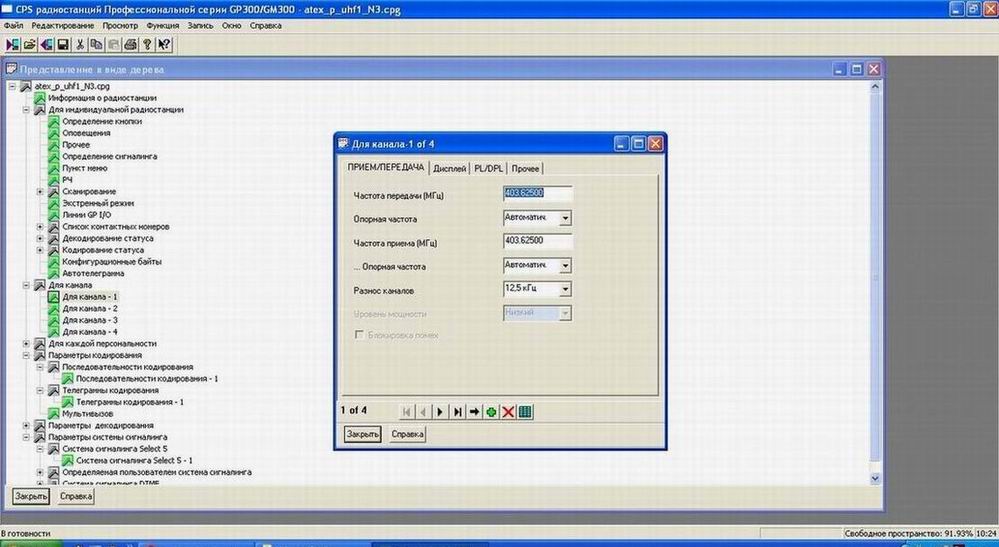 CPS радиостанций Профессиональной серии GP300/GM300 - atex_p_uhf1_N3.cpg
Файл Редактирование Просмотр Функция Запись Окно Справка
Представление в виде дерева
atex_p_uhf1_N3.cpg
Информация о радиостанции
Для индивидуальной радиостанции
Определение кнопки
Оповещения
Прочее
Определение сигналинга
Пункт меню
РЧ
Сканирование
Экстренный режим
Линии GP I/O
Список контактных номеров
Декодирование статуса
Кодирование статуса
Конфигурационные байты
Автотелеграмма
Для канала
Для канала - 1
Для канала - 2
Для канала - 3
Для канала - 4
Для каждой персональности
Параметры кодирования
Последовательности кодирования
Последовательности кодирования - 1
Телеграммы кодирования
Телеграммы кодирования - 1
Мультивызов
Параметры декодирования
Параметры системы сигналинга
Система сигналинга Select 5
Система сигналинга Select 5 - 1
Определяемая пользователем система сигналинга
Система сигналинга DTMF
Закрыть Справка
Для канала-1 of 4
ПРИЕМ/ПЕРЕДАЧА Дисплей PL/DPL Прочее
Частота передачи (МГц) 403.62500
Опорная частота Автоматич.
Частота приема (МГц) 403.62500
... Опорная частота Автоматич.
Разнос каналов 12,5 кГц
Уровень мощности Низкий
Блокировка помех
1 of 4
Закрыть Справка
В готовности Свободное пространство: 91.93% 10:24